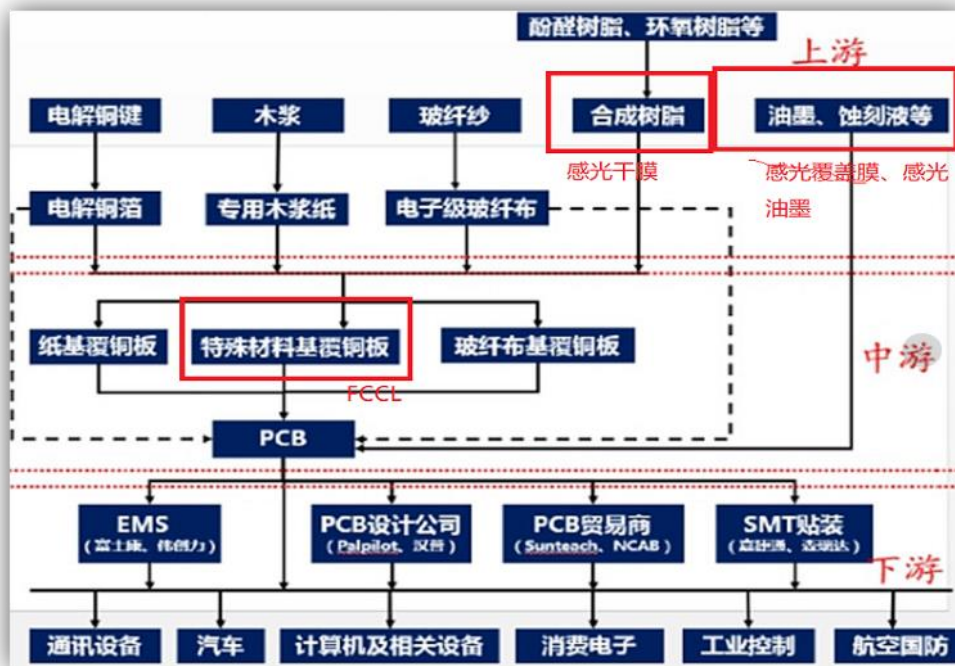 酚醛树脂、环氧树脂等
上游
电解铜键
木浆
玻纤纱
合成树脂
油墨、蚀刻液等
感光干膜
感光覆盖膜、感光
油墨
电解铜箔
专用木浆纸
电子级玻纤布
纸基覆铜板
特殊材料基覆铜板
玻纤布基覆铜板
中游
FCCL
PCB
EMS
(富士康、伟创力)
PCB设计公司
(Palpilot、汉普)
PCB贸易商
(Sunteach、NCAB)
SMT贴装
下游
通讯设备
汽车
计算机及相关设备
消费电子
工业控制
航空国防